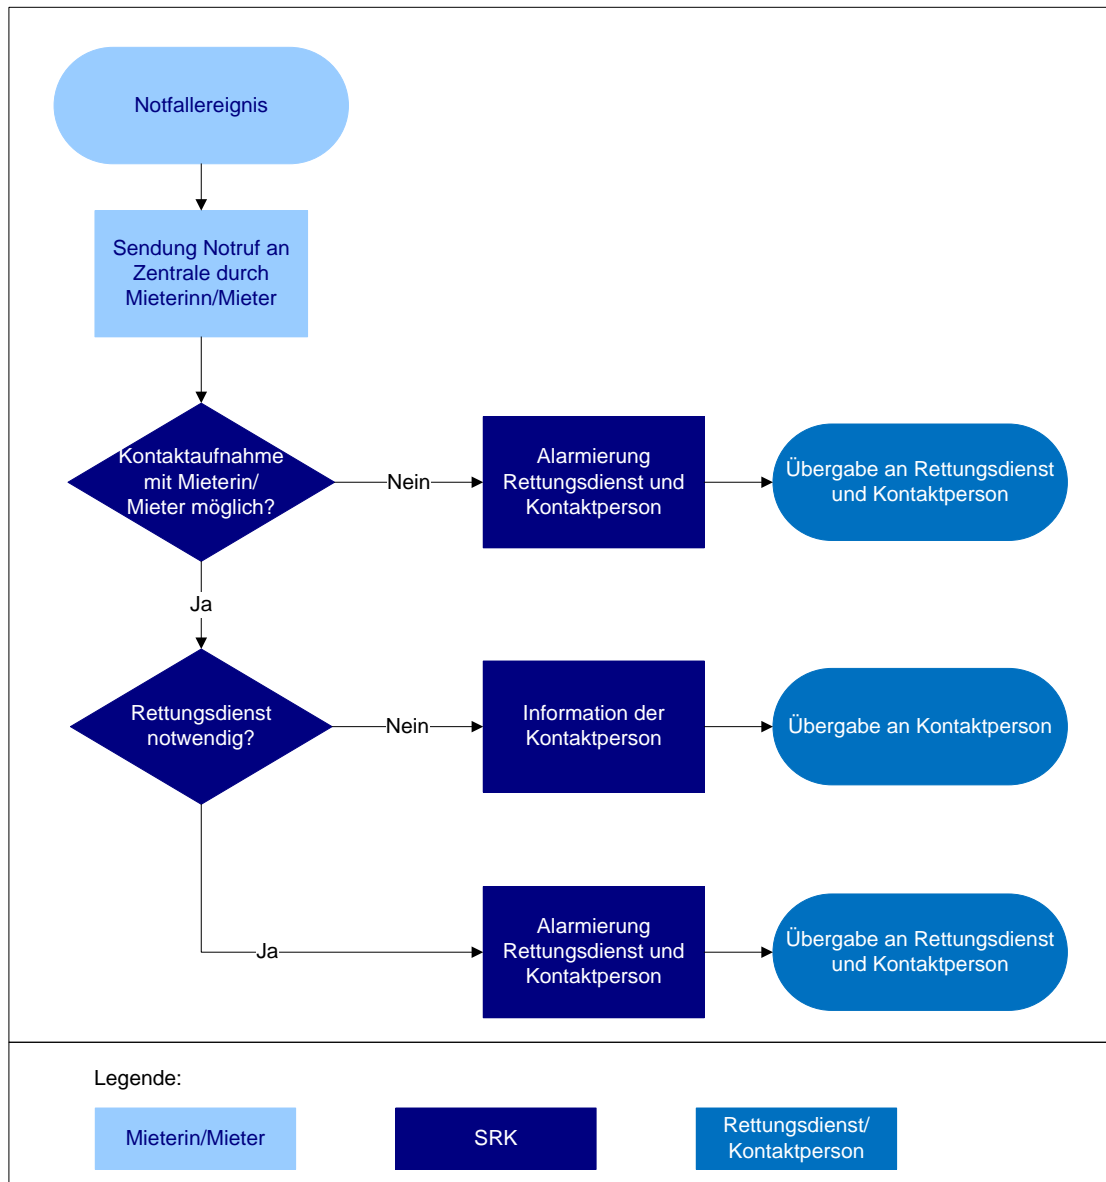 Notfallereignis
Sendung Notruf an
Zentrale durch
Mieterinn/Mieter
Kontaktaufnahme
mit Mieterin/
Mieter möglich?
Nein
Alarmierung
Rettungsdienst und
Kontaktperson
Übergabe an Rettungsdienst
und Kontaktperson
Ja
Rettungsdienst
notwendig?
Nein
Information der
Kontaktperson
Übergabe an Kontaktperson
Ja
Alarmierung
Rettungsdienst und
Kontaktperson
Übergabe an Rettungsdienst
und Kontaktperson
Legende:
Mieterin/Mieter
SRK
Rettungsdienst/
Kontaktperson